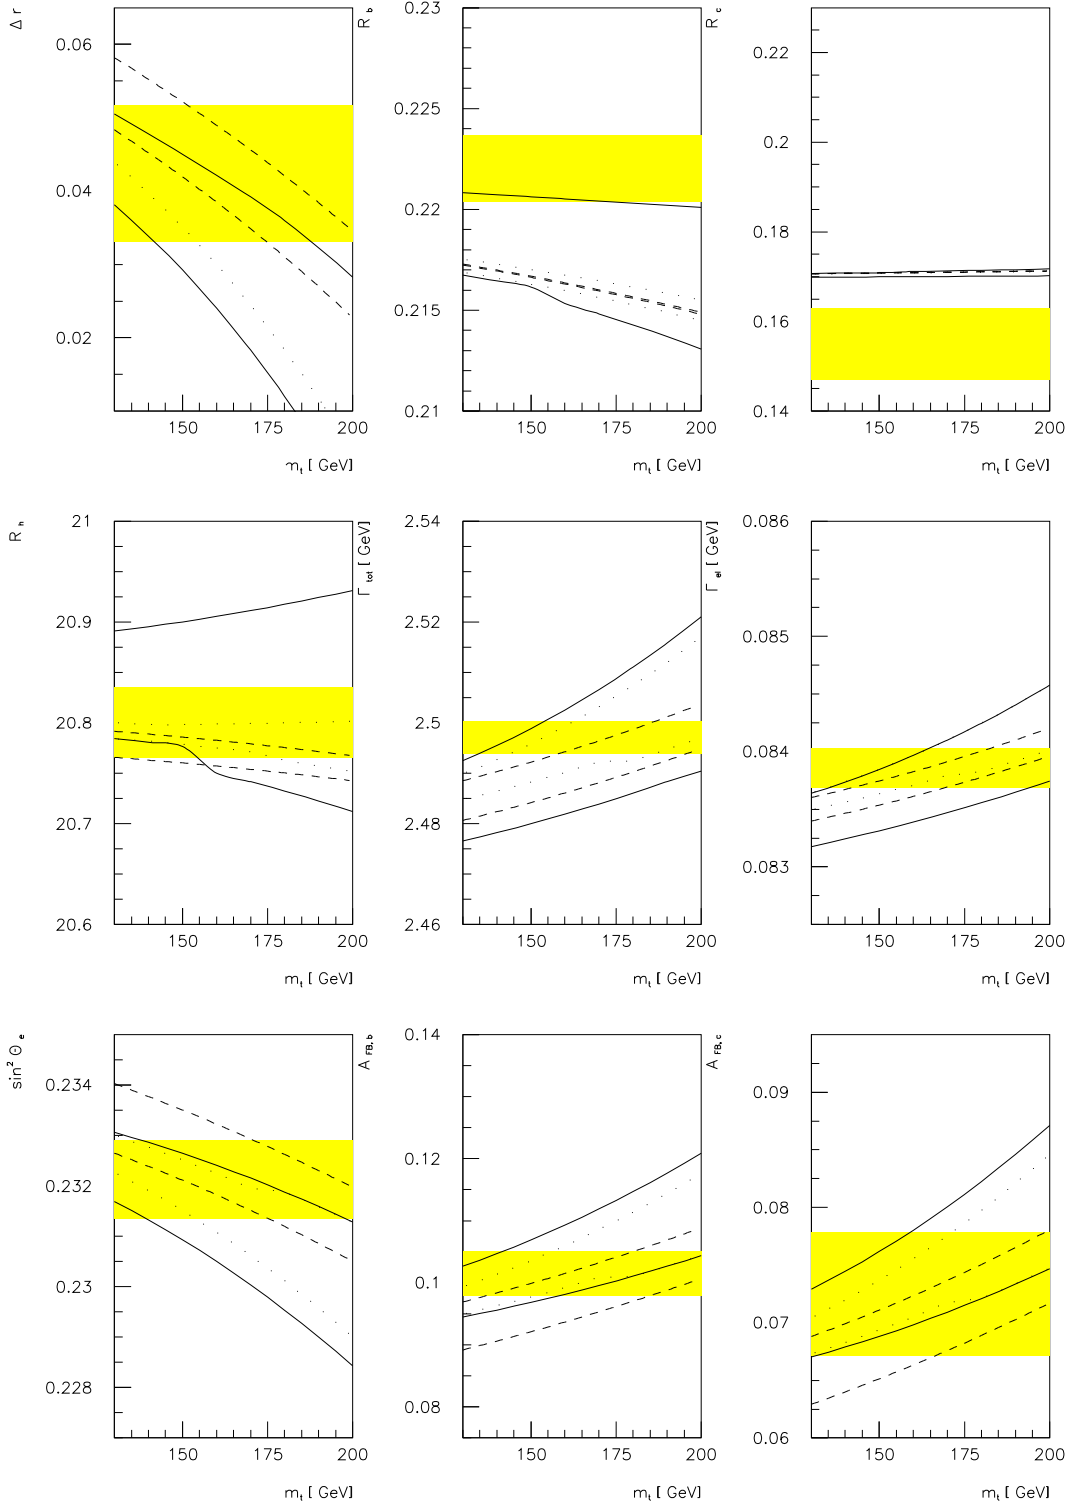 Δ r
0.06
0.04
0.02
150 175 200
m_t [ GeV]
R_b
0.23
0.225
0.22
0.215
0.21
150 175 200
m_t [ GeV]
R_c
0.22
0.2
0.18
0.16
0.14
150 175 200
m_t [ GeV]
R_h
21
20.9
20.8
20.7
20.6
150 175 200
m_t [ GeV]
Γ_tot [ GeV]
2.54
2.52
2.5
2.48
2.46
150 175 200
m_t [ GeV]
Γ_el [ GeV]
0.086
0.085
0.084
0.083
150 175 200
m_t [ GeV]
sin² Θ_e
0.234
0.232
0.23
0.228
150 175 200
m_t [ GeV]
A_FB,b
0.14
0.12
0.1
0.08
150 175 200
m_t [ GeV]
A_FB,c
0.09
0.08
0.07
0.06
150 175 200
m_t [ GeV]